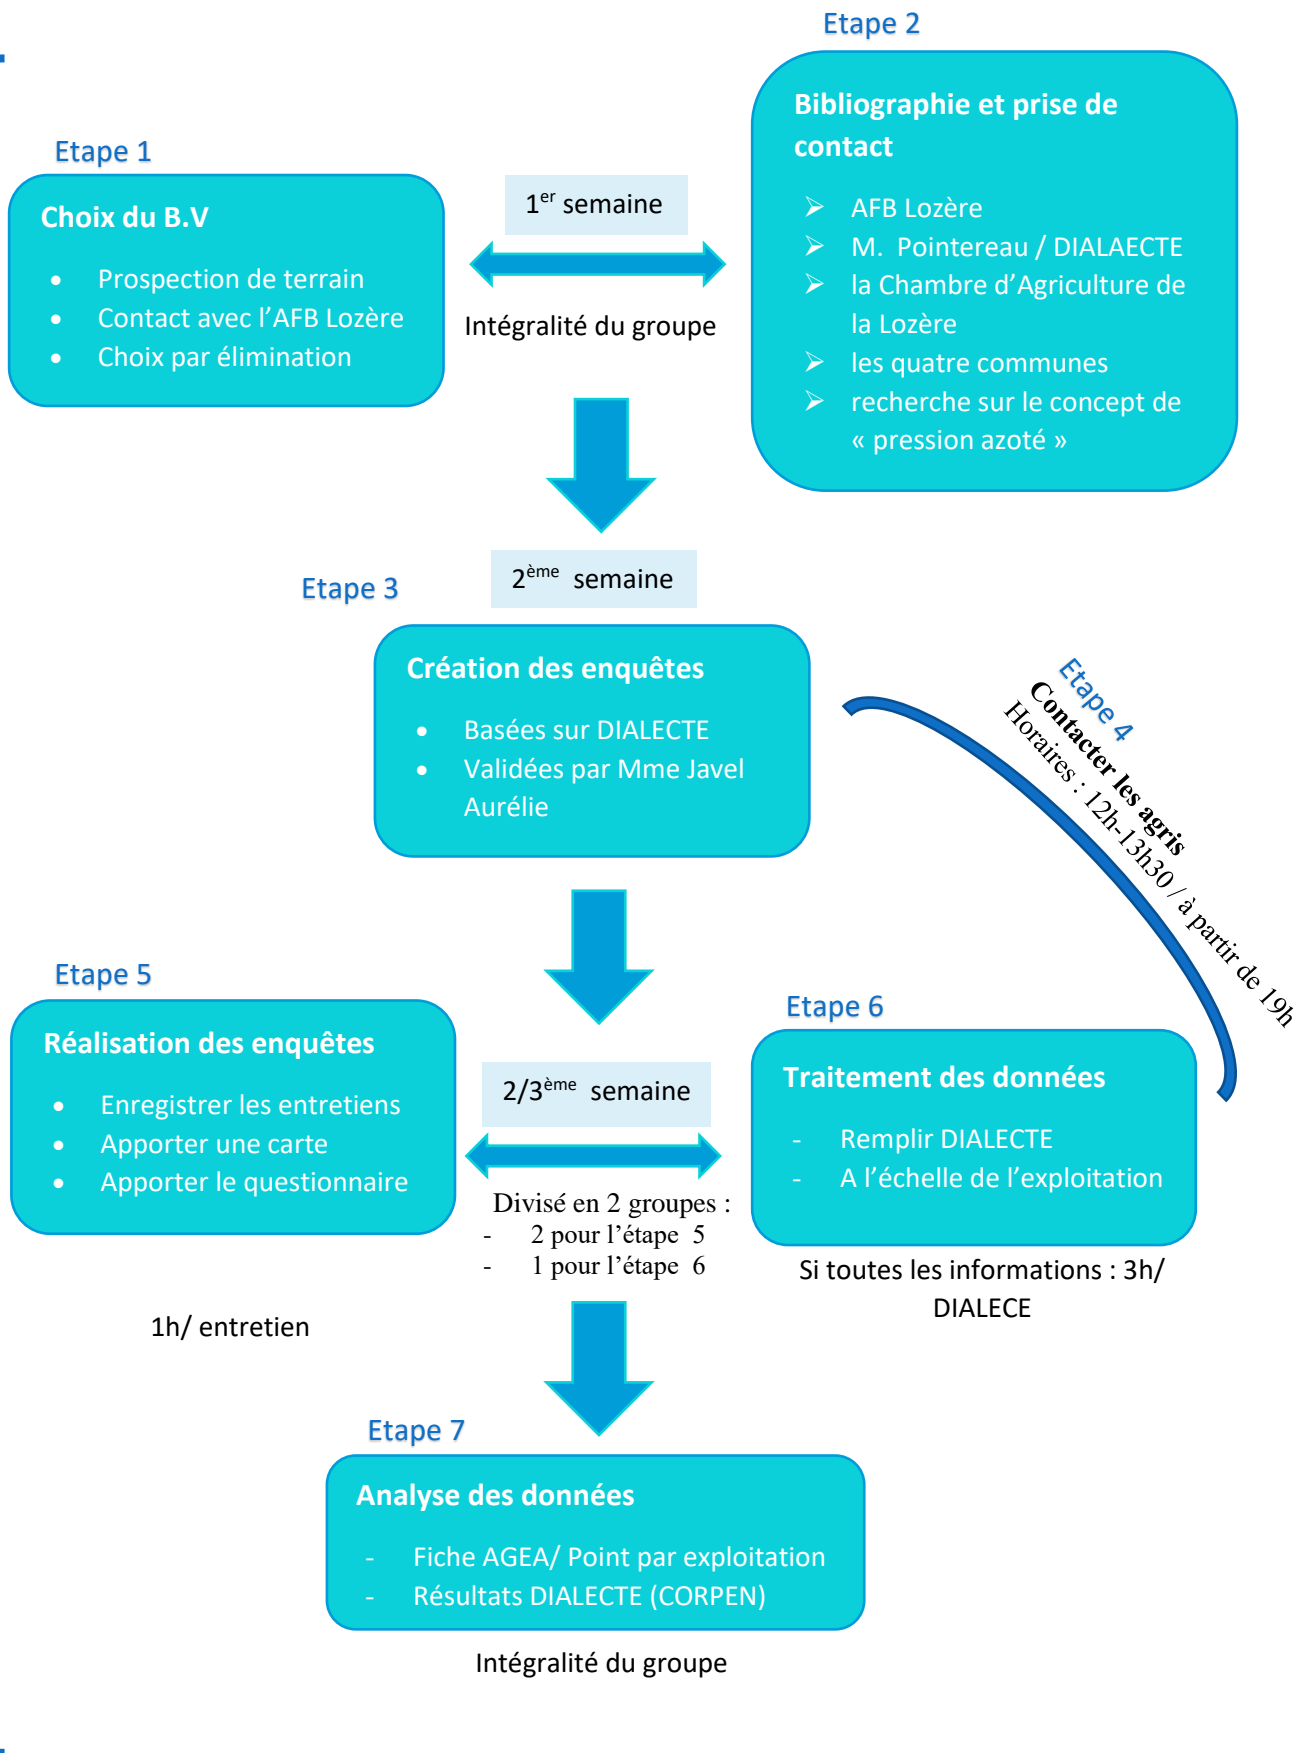 Etape 2
Bibliographie et prise de
contact
➢ AFB Lozère
➢ M. Pointereau / DIALAECTE
➢ la Chambre d'Agriculture de
la Lozère
➢ les quatre communes
➢ recherche sur le concept de
« pression azoté »
Etape 1
Choix du B.V
• Prospection de terrain
• Contact avec l'AFB Lozère
• Choix par élimination
1er semaine
Intégralité du groupe
2ème semaine
Etape 3
Création des enquêtes
• Basées sur DIALECTE
• Validées par Mme Javel
Aurélie
Etape 4
Contacter les agris
Horaires : 12h-13h30 / à partir de 19h
Etape 5
Réalisation des enquêtes
• Enregistrer les entretiens
• Apporter une carte
• Apporter le questionnaire
1h/ entretien
2/3ème semaine
Divisé en 2 groupes :
- 2 pour l'étape 5
- 1 pour l'étape 6
Etape 6
Traitement des données
- Remplir DIALECTE
- A l'échelle de l'exploitation
Si toutes les informations : 3h/
DIALECE
Etape 7
Analyse des données
- Fiche AGEA/ Point par exploitation
- Résultats DIALECTE (CORPEN)
Intégralité du groupe